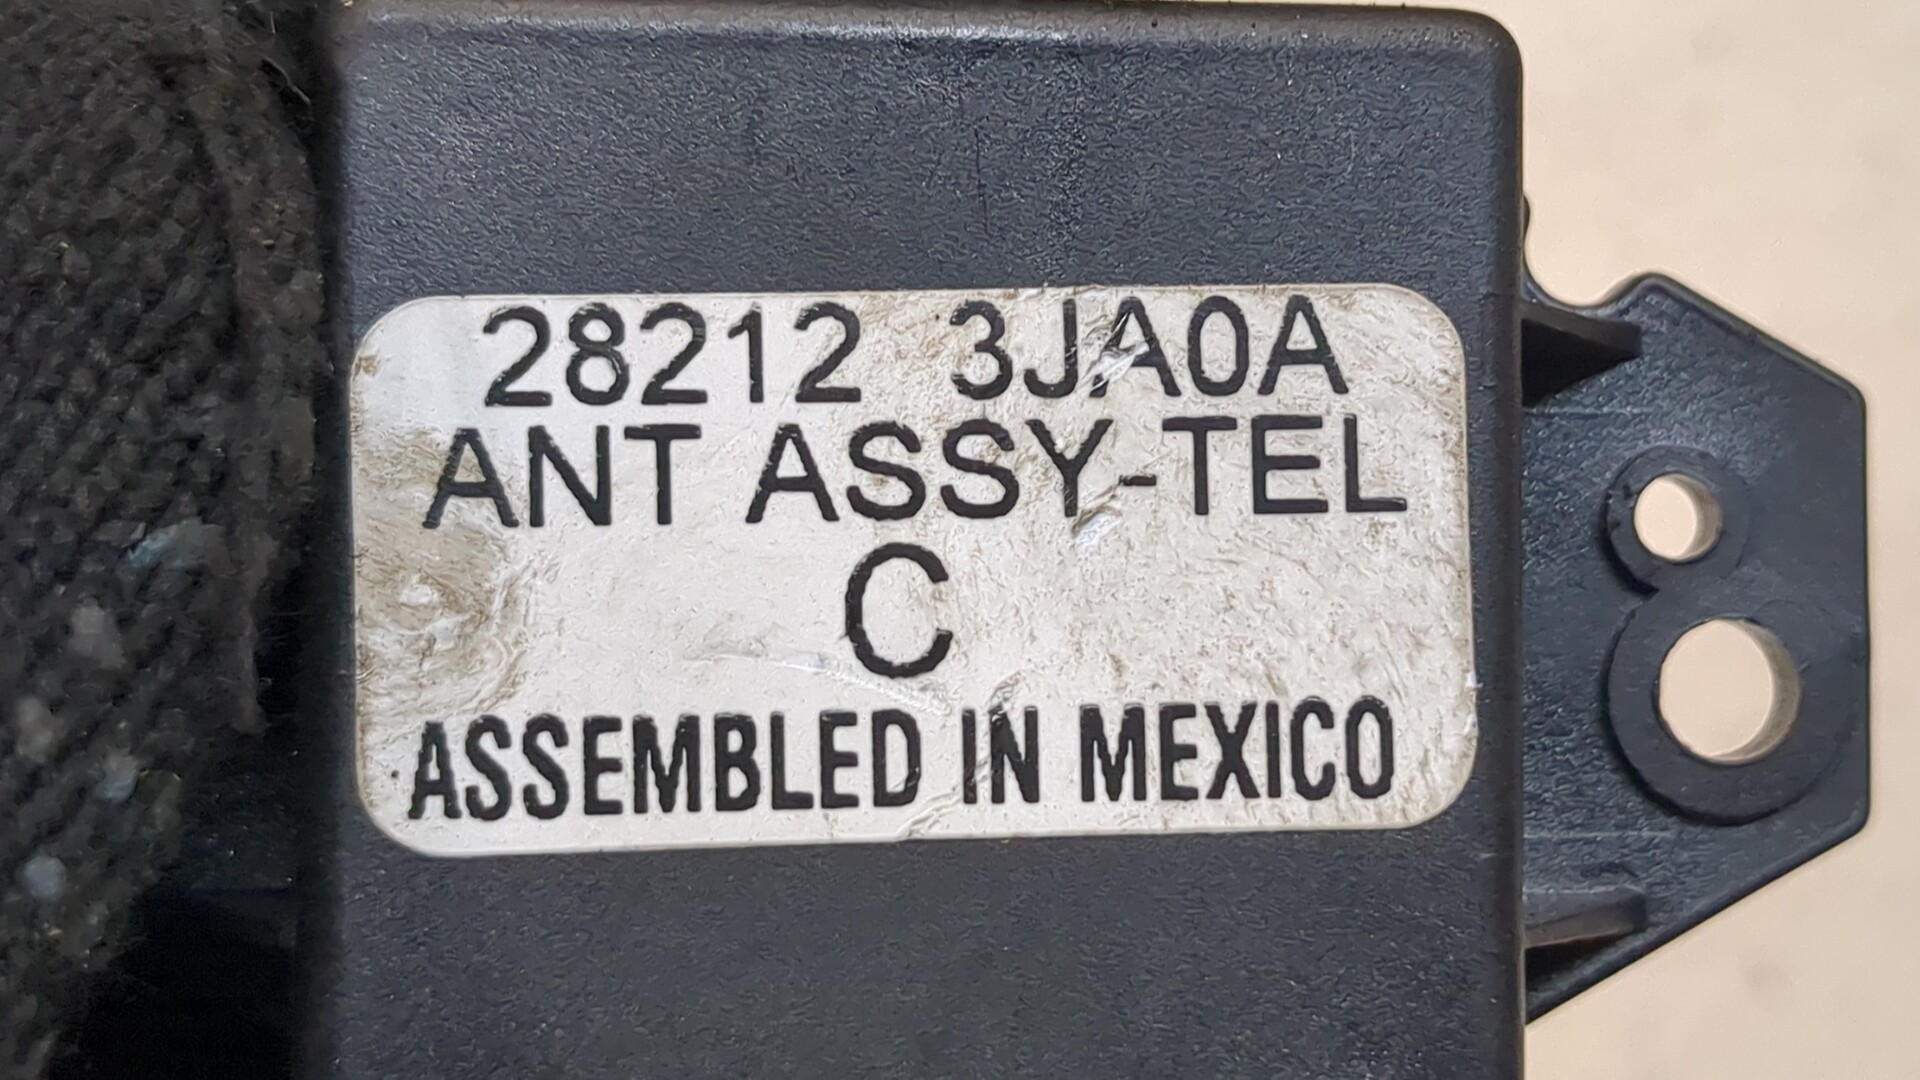 28212 3JA0A
ANT ASSY-TEL
C
ASSEMBLED IN MEXICO